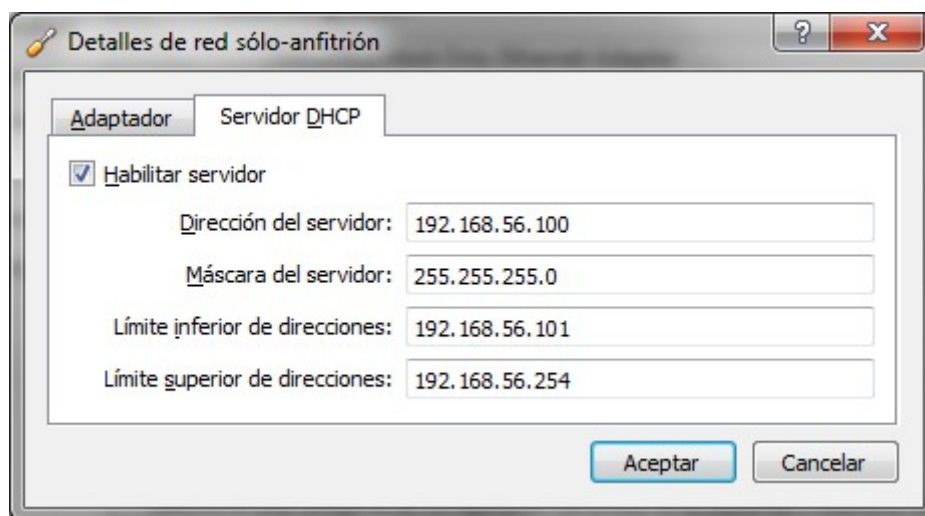 Detalles de red sólo-anfitrión
Adaptador
Servidor DHCP
Habilitar servidor
Dirección del servidor: 192.168.56.100
Máscara del servidor: 255.255.255.0
Límite inferior de direcciones: 192.168.56.101
Límite superior de direcciones: 192.168.56.254
Aceptar
Cancelar